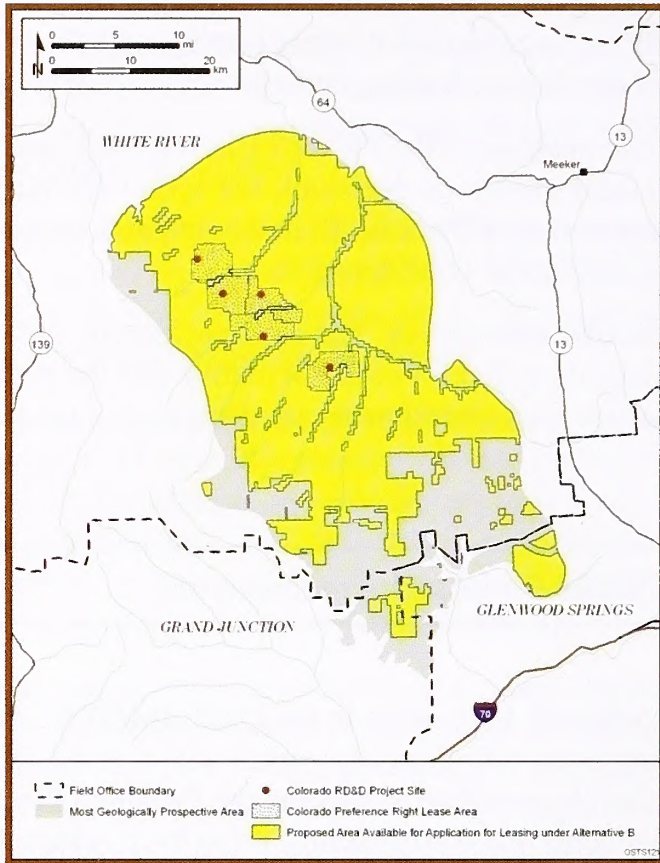 0 5 10
mi
0 10 20
km
N
64
13
WHITE RIVER
Meeker
139
13
GRAND JUNCTION
GLENWOOD SPRINGS
70
Field Office Boundary
Colorado RD&D Project Site
Most Geologically Prospective Area
Colorado Preference Right Lease Area
Proposed Area Available for Application for Leasing under Alternative B